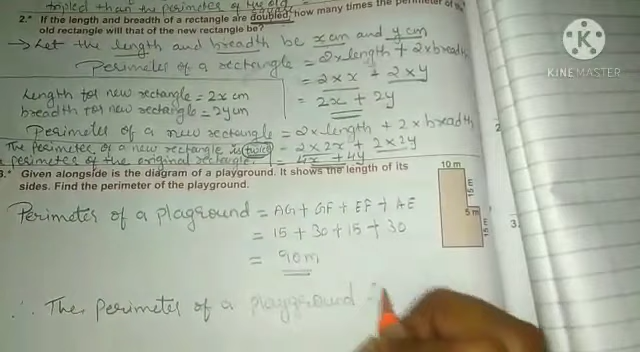 tripled than the perimeter of
2.* If the length and breadth of a rectangle are doubled, how many times the perimeter of the
old rectangle will that of the new rectangle be?
→ Let the length and breadth be x cm and y cm
Perimeter of a rectangle = 2 × length + 2 × breadth
= 2 × x + 2 × y
= 2x + 2y
Length for new rectangle = 2x cm
breadth for new rectangle = 2y cm
Perimeter of a new rectangle = 2 × length + 2 × breadth
The perimeter of a new rectangle is twice = 2 × 2x + 2 × 2y
perimeter of the original rectangle. = 4x + 4y
3.* Given alongside is the diagram of a playground. It shows the length of its
sides. Find the perimeter of the playground.
10 m
15 m
5 m
15 m
2
3.
Perimeter of a plaground = AG + GF + EF + AE
= 15 + 30 + 15 + 30
= 90m
∴ The perimeter of a playground
KINEMASTER